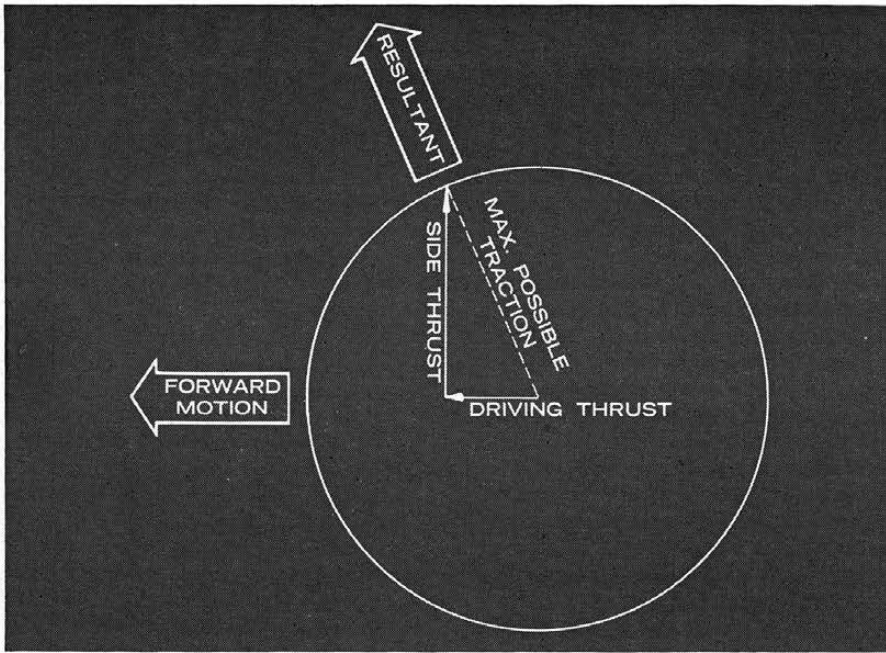 RESULTANT
MAX. POSSIBLE
TRACTION
SIDE THRUST
FORWARD
MOTION
DRIVING THRUST